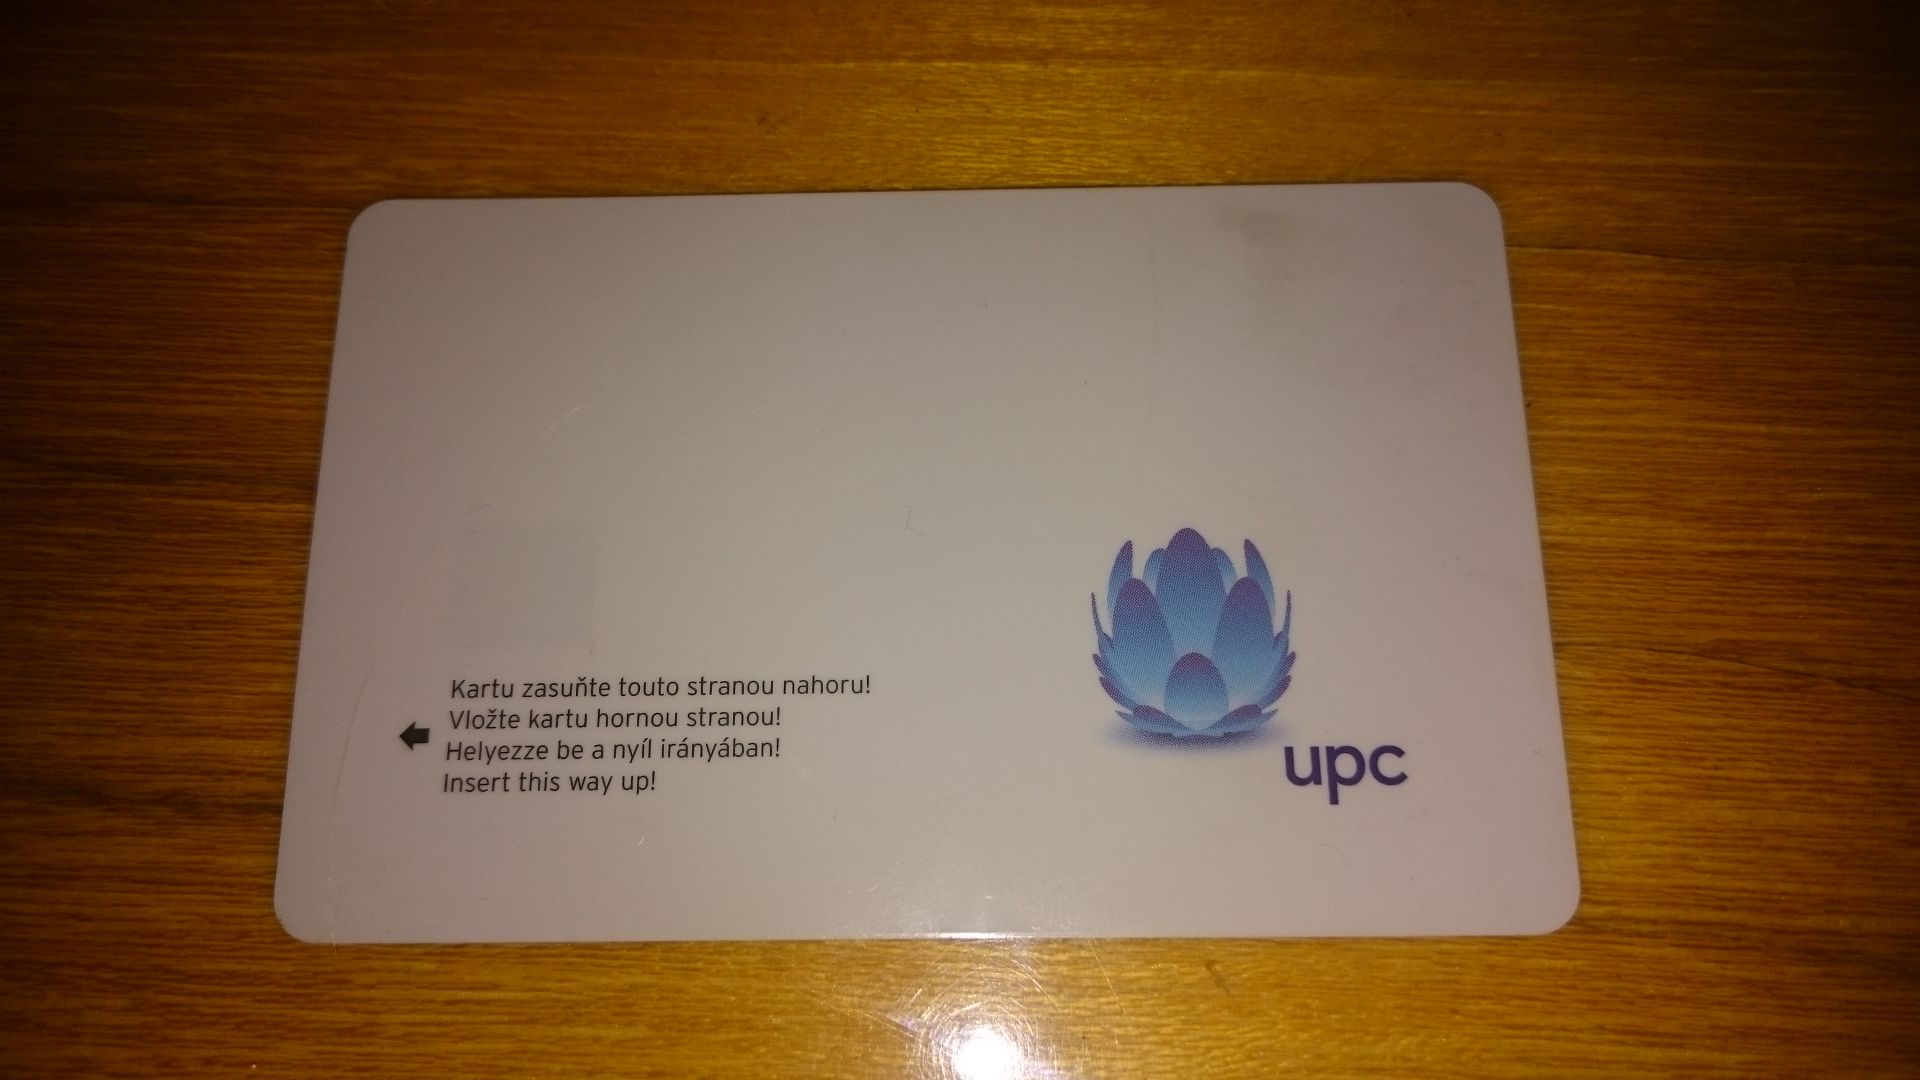 Kartu zasuňte touto stranou nahoru!
Vložte kartu hornou stranou!
Helyezze be a nyíl irányában!
Insert this way up!
upc